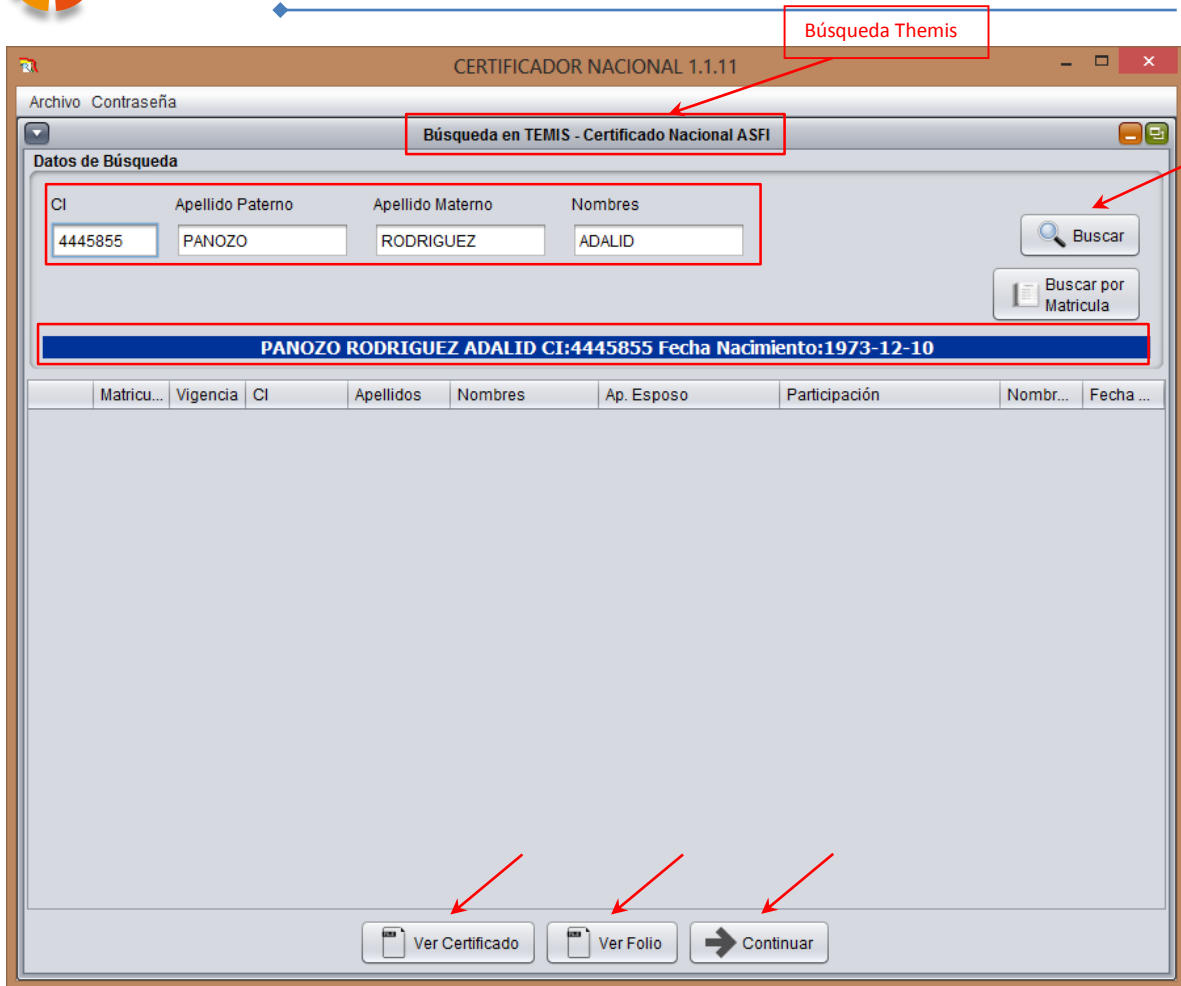 Búsqueda Themis
CERTIFICADOR NACIONAL 1.1.11
Archivo Contraseña
Búsqueda en TEMIS - Certificado Nacional ASFI
Datos de Búsqueda
CI Apellido Paterno Apellido Materno Nombres
4445855 PANOZO RODRIGUEZ ADALID
Buscar
Buscar por
Matricula
PANOZO RODRIGUEZ ADALID CI:4445855 Fecha Nacimiento:1973-12-10
Matricu... Vigencia CI Apellidos Nombres Ap. Esposo Participación Nombr... Fecha ...
Ver Certificado Ver Folio Continuar